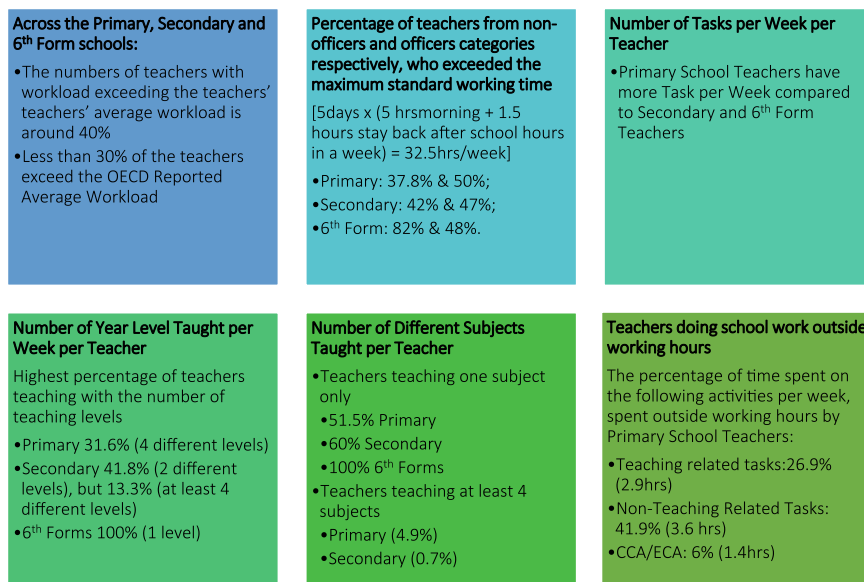 Across the Primary, Secondary and
6th Form schools:
•The numbers of teachers with
workload exceeding the teachers’
teachers’ average workload is
around 40%
•Less than 30% of the teachers
exceed the OECD Reported
Average Workload
Percentage of teachers from non-
officers and officers categories
respectively, who exceeded the
maximum standard working time
[5days x (5 hrsmorning + 1.5
hours stay back after school hours
in a week) = 32.5hrs/week]
•Primary: 37.8% & 50%;
•Secondary: 42% & 47%;
•6th Form: 82% & 48%.
Number of Tasks per Week per
Teacher
•Primary School Teachers have
more Task per Week compared
to Secondary and 6th Form
Teachers
Number of Year Level Taught per
Week per Teacher
Highest percentage of teachers
teaching with the number of
teaching levels
•Primary 31.6% (4 different levels)
•Secondary 41.8% (2 different
levels), but 13.3% (at least 4
different levels)
•6th Forms 100% (1 level)
Number of Different Subjects
Taught per Teacher
•Teachers teaching one subject
only
•51.5% Primary
•60% Secondary
•100% 6th Forms
•Teachers teaching at least 4
subjects
•Primary (4.9%)
•Secondary (0.7%)
Teachers doing school work outside
working hours
The percentage of time spent on
the following activities per week,
spent outside working hours by
Primary School Teachers:
•Teaching related tasks:26.9%
(2.9hrs)
•Non-Teaching Related Tasks:
41.9% (3.6 hrs)
•CCA/ECA: 6% (1.4hrs)